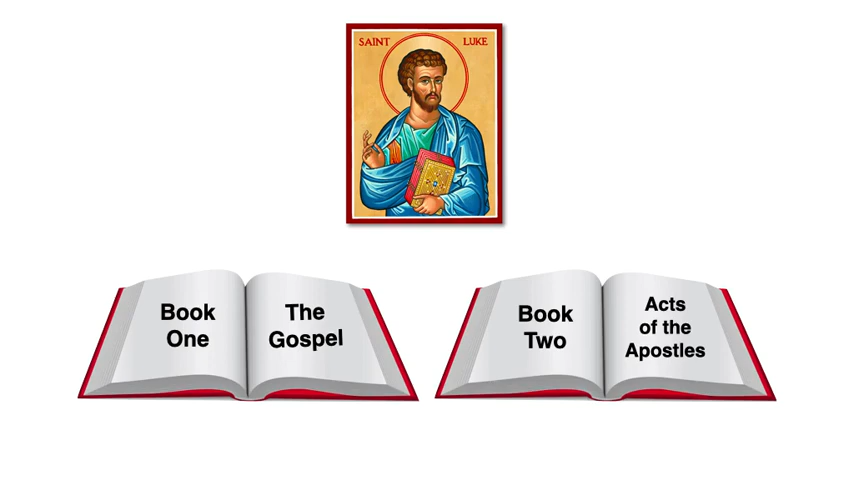 SAINT LUKE
Book
One
The
Gospel
Book
Two
Acts
of the
Apostles